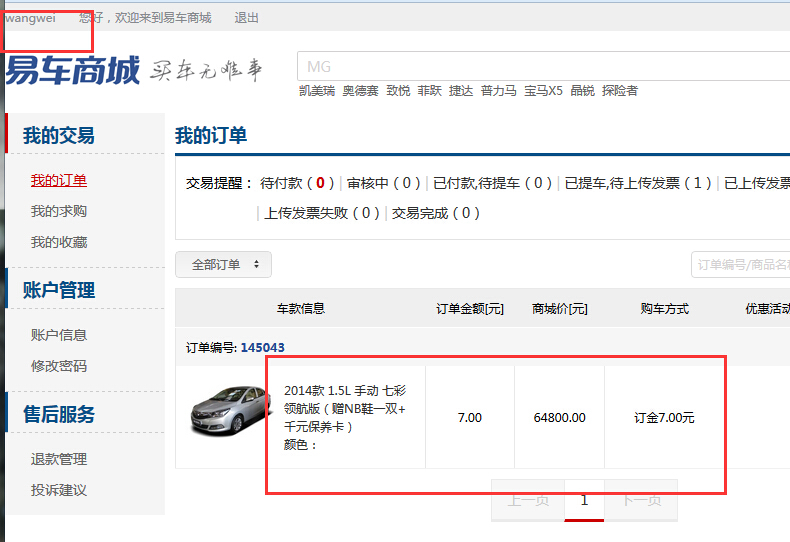 wangwei 您好，欢迎来到易车商城 退出
易车商城 买车无难事
MG
凯美瑞 奥德赛 致悦 菲跃 捷达 普力马 宝马X5 晶锐 探险者
我的交易
我的订单
我的求购
我的收藏
账户管理
账户信息
修改密码
售后服务
退款管理
投诉建议
我的订单
交易提醒： 待付款（0）| 审核中（0）| 已付款,待提车（0）| 已提车,待上传发票（1）| 已上传发票
| 上传发票失败（0）| 交易完成（0）
全部订单
订单编号/商品名称
车款信息 订单金额[元] 商城价[元] 购车方式 优惠活动
订单编号: 145043
2014款 1.5L 手动 七彩
领航版（赠NB鞋一双+
千元保养卡）
颜色：
7.00
64800.00
订金7.00元
上一页 1 下一页